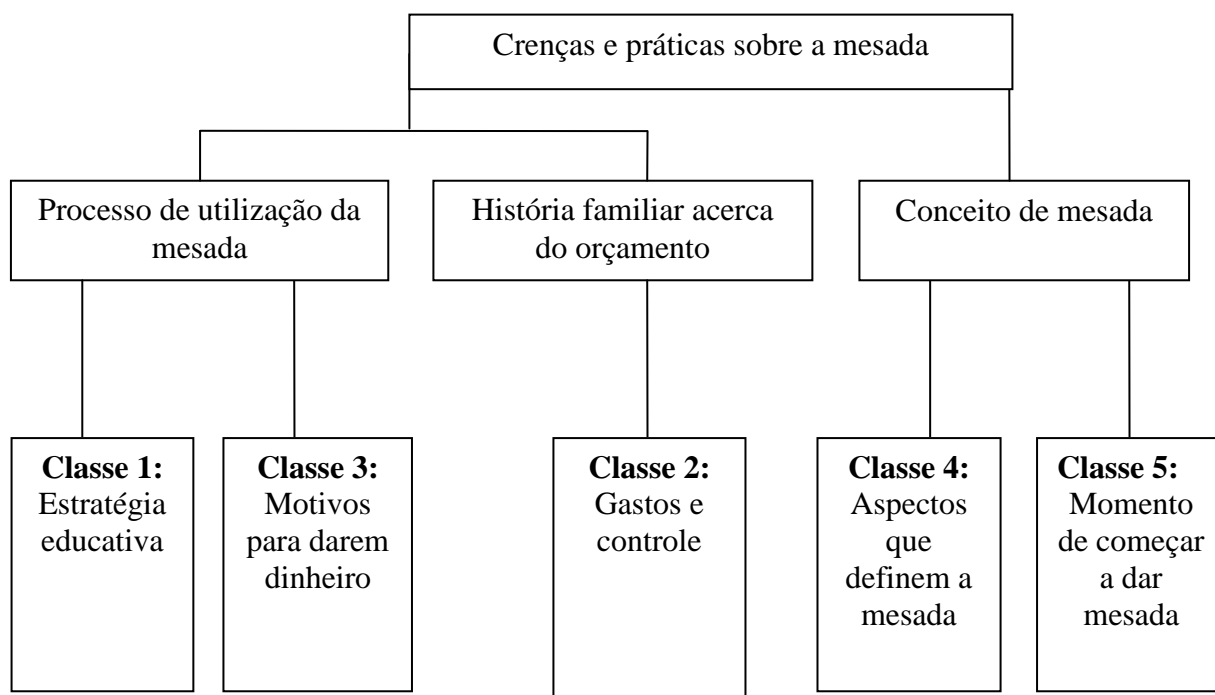 Crenças e práticas sobre a mesada
Processo de utilização da
mesada
História familiar acerca
do orçamento
Conceito de mesada
Classe 1:
Estratégia
educativa
Classe 3:
Motivos
para darem
dinheiro
Classe 2:
Gastos e
controle
Classe 4:
Aspectos
que
definem a
mesada
Classe 5:
Momento
de começar
a dar
mesada